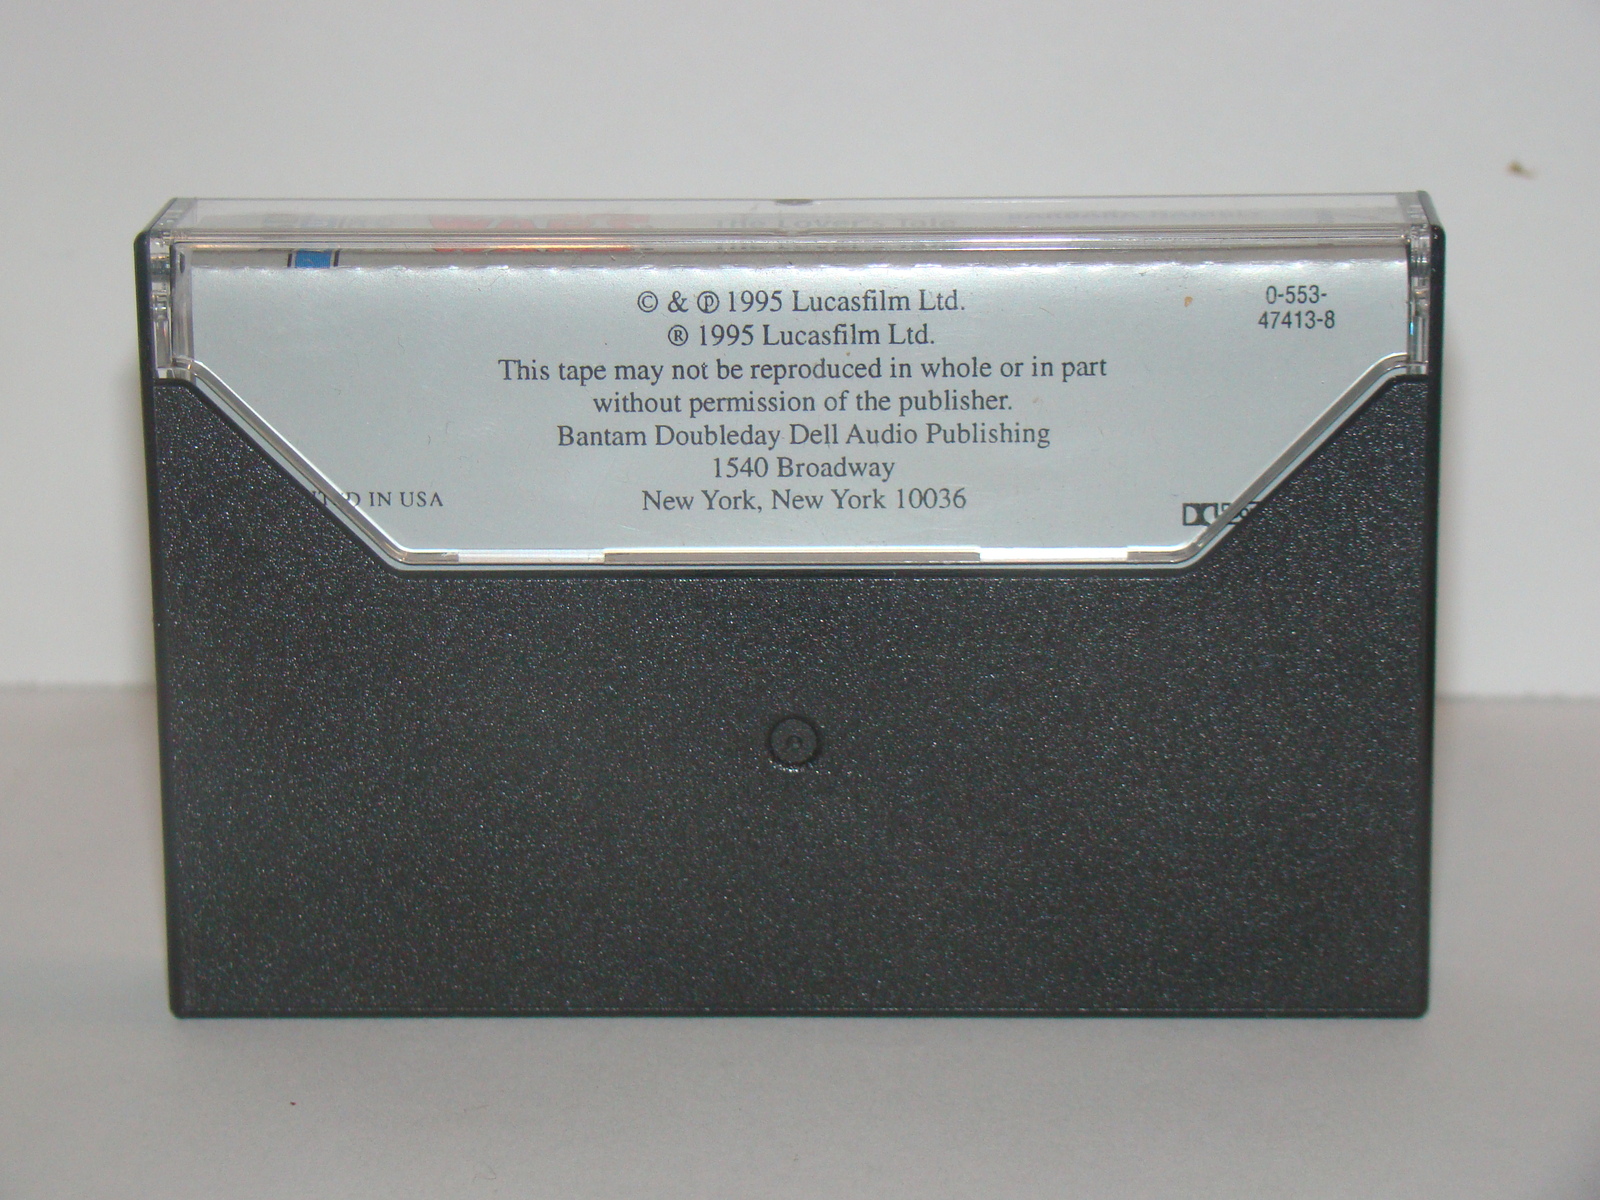 © & ℗ 1995 Lucasfilm Ltd.
® 1995 Lucasfilm Ltd.
This tape may not be reproduced in whole or in part
without permission of the publisher.
Bantam Doubleday Dell Audio Publishing
1540 Broadway
New York, New York 10036
0-553-
47413-8
D IN USA